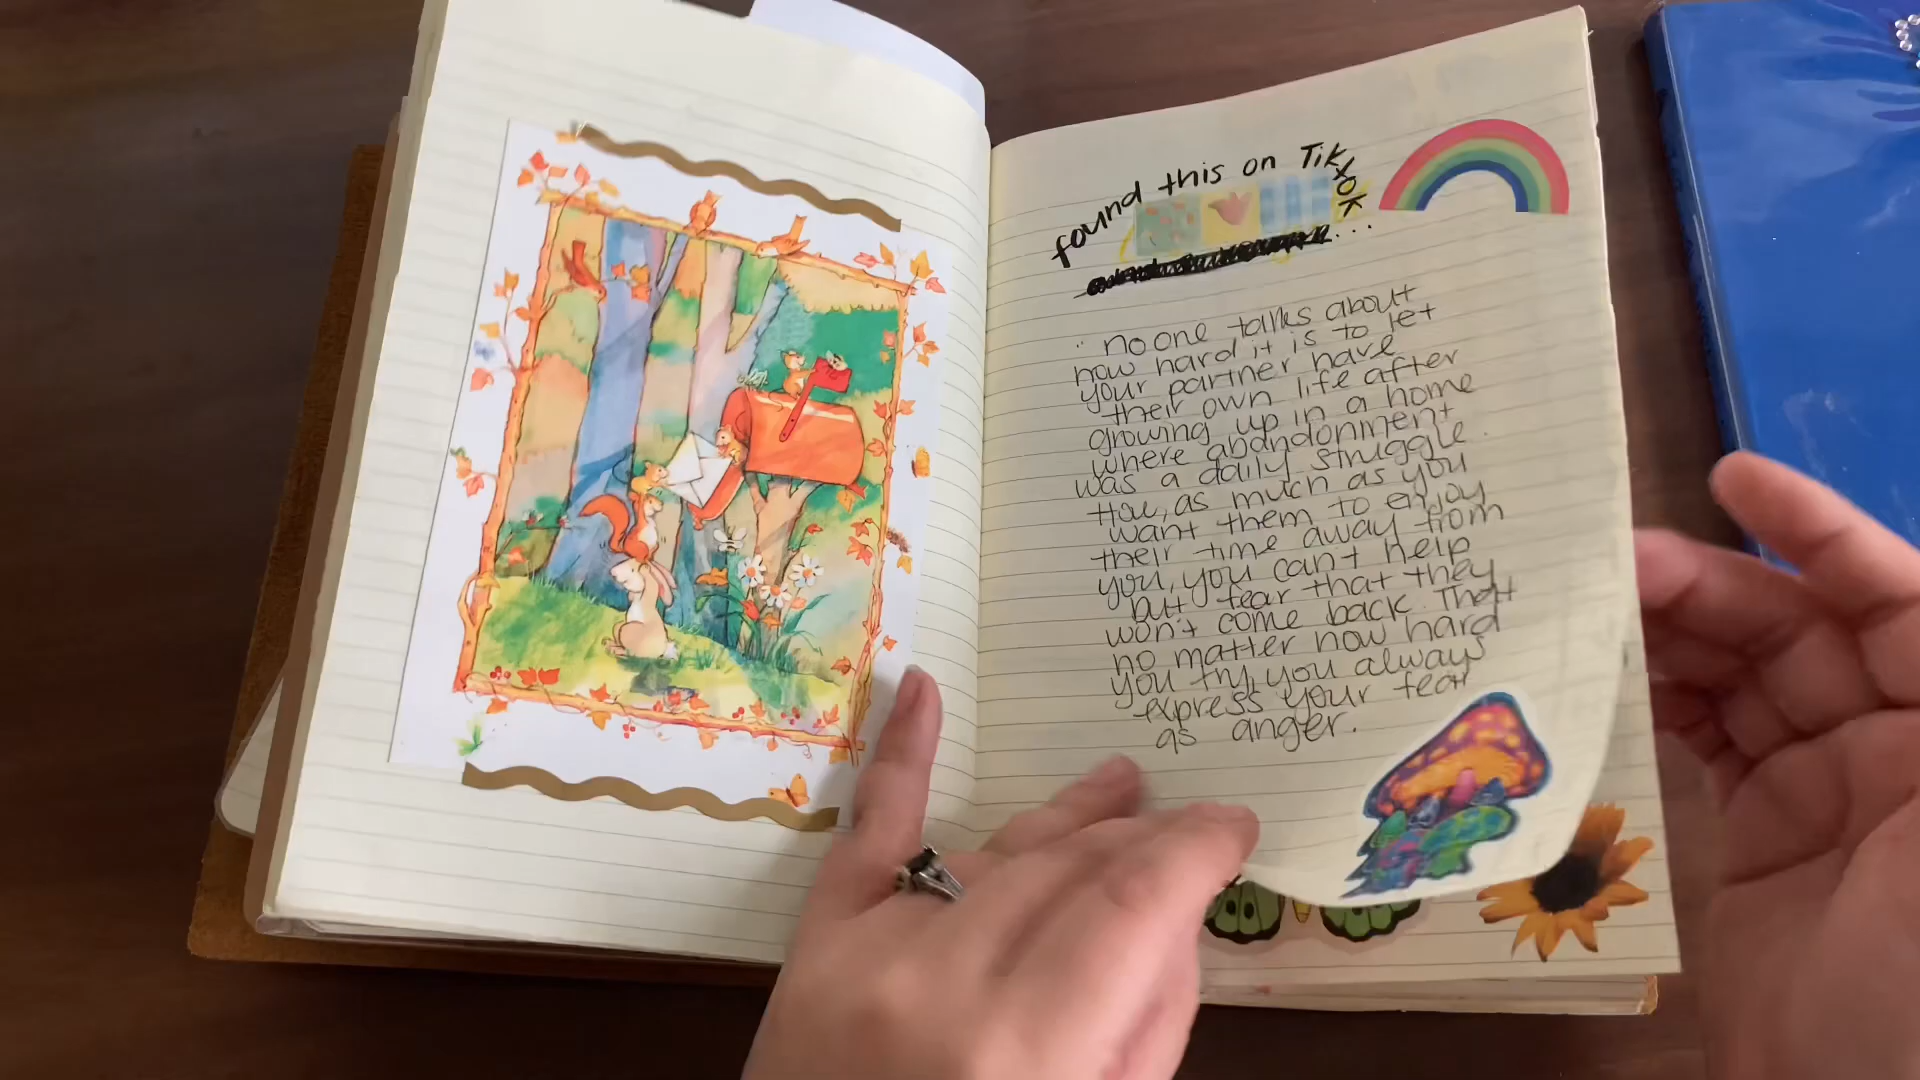 found this on TikTOK
...
" no one talks about
how hard it is to let
your partner have
their own life after
growing up in a home
where abandonment
was a daily struggle.
How, as much as you
want them to enjoy
their time away from
you, you can't help
but fear that they
won't come back. That
no matter how hard
you try, you always
express your fear
as anger.